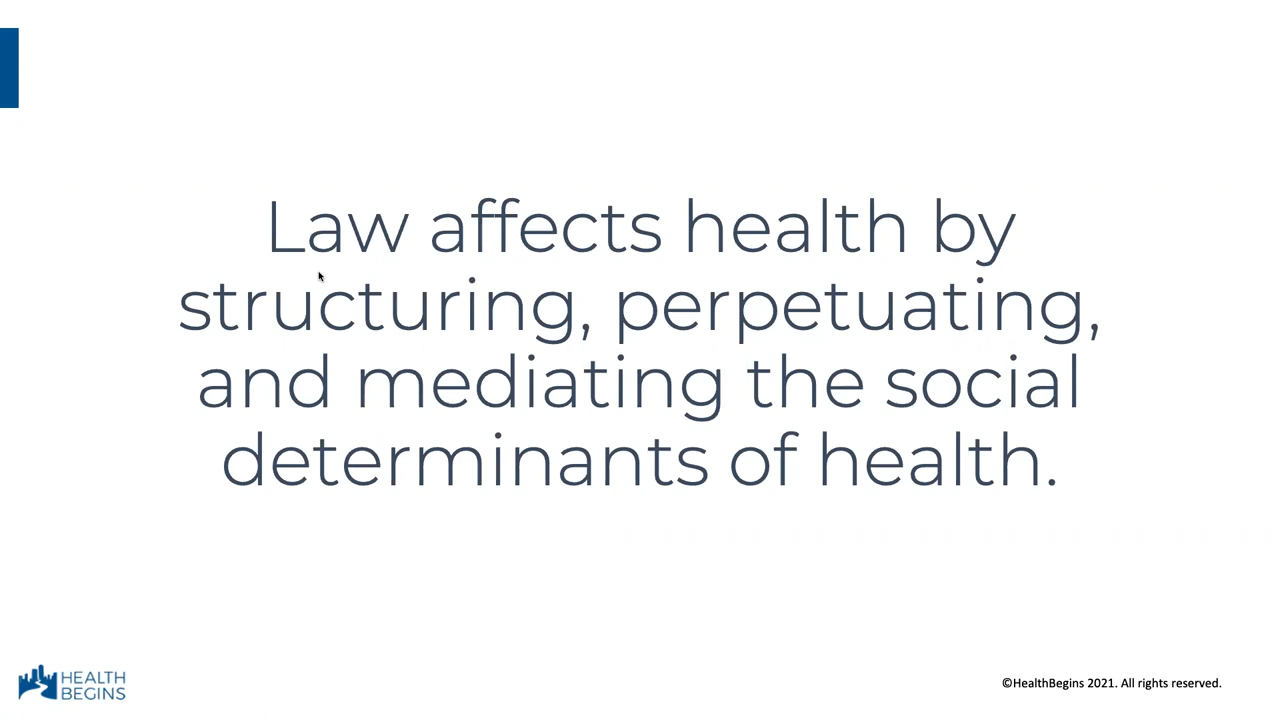 Law affects health by
structuring, perpetuating,
and mediating the social
determinants of health.
HEALTH
BEGINS
©HealthBegins 2021. All rights reserved.